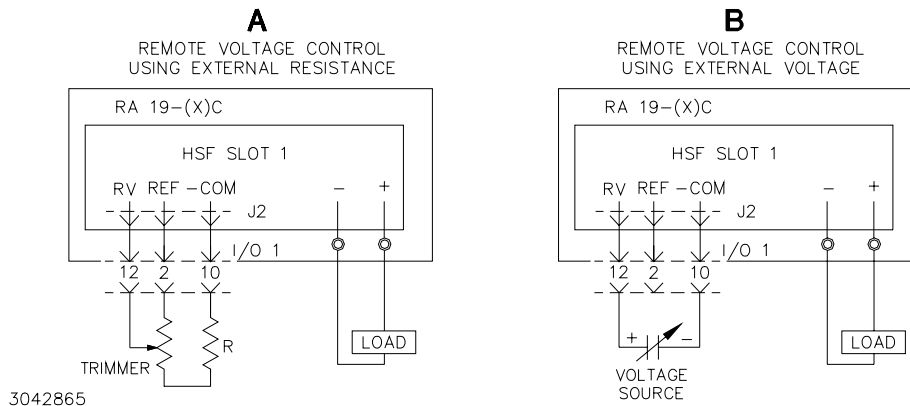 A
REMOTE VOLTAGE CONTROL
USING EXTERNAL RESISTANCE
RA 19-(X)C
HSF SLOT 1
RV REF -COM - +
J2
I/O 1
12 2 10
TRIMMER
R
LOAD
B
REMOTE VOLTAGE CONTROL
USING EXTERNAL VOLTAGE
RA 19-(X)C
HSF SLOT 1
RV REF -COM - +
J2
I/O 1
12 2 10
+ -
VOLTAGE
SOURCE
LOAD
3042865